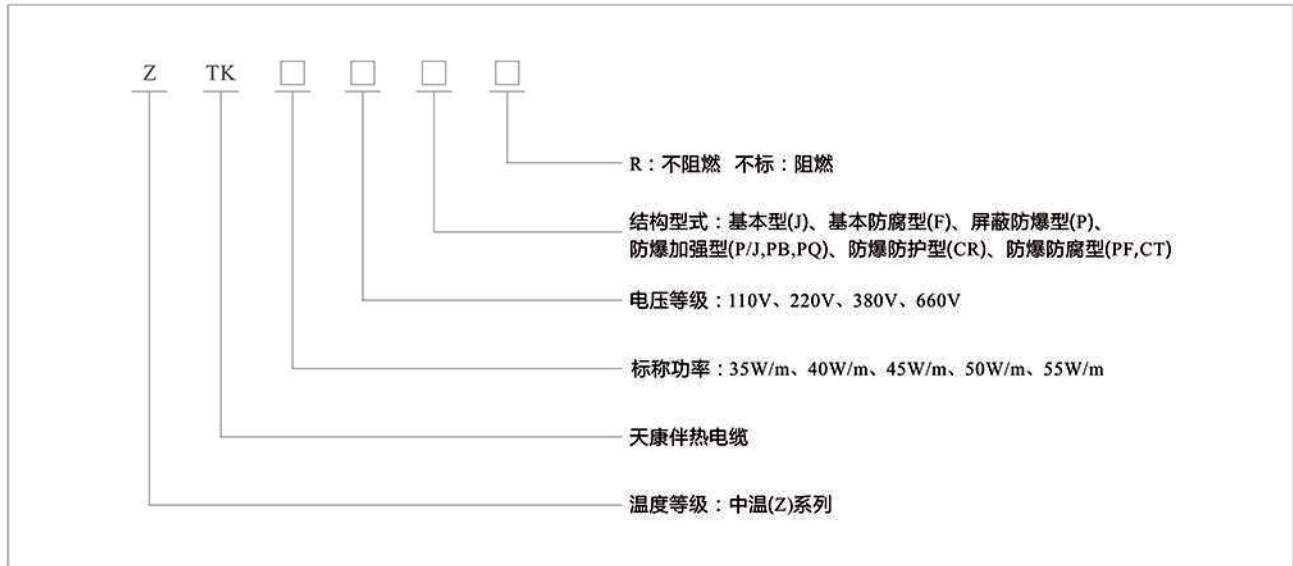 Z TK □ □ □ □
R：不阻燃 不标：阻燃
结构型式：基本型(J)、基本防腐型(F)、屏蔽防爆型(P)、
防爆加强型(P/J,PB,PQ)、防爆防护型(CR)、防爆防腐型(PF,CT)
电压等级：110V、220V、380V、660V
标称功率：35W/m、40W/m、45W/m、50W/m、55W/m
天康伴热电缆
温度等级：中温(Z)系列